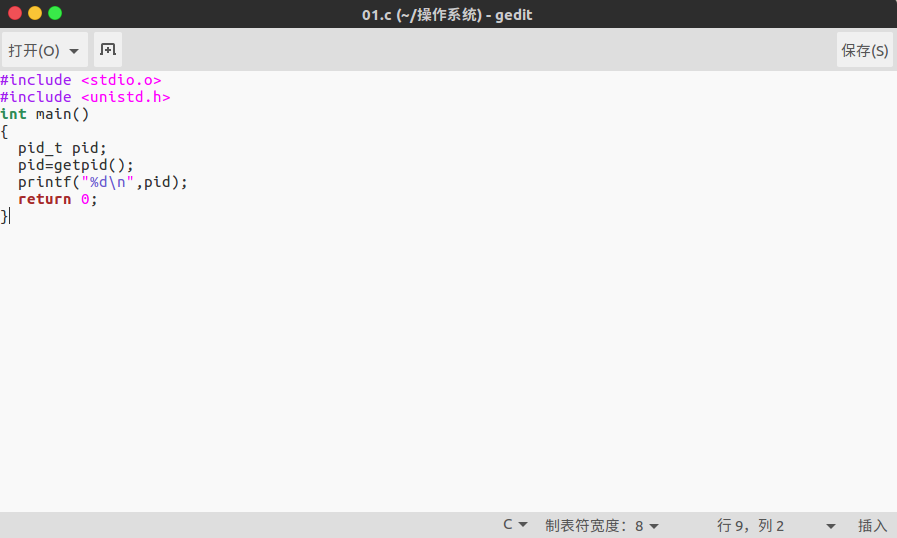 01.c (~/操作系统) - gedit
打开(O)
保存(S)
#include <stdio.o>
#include <unistd.h>
int main()
{
  pid_t pid;
  pid=getpid();
  printf("%d\n",pid);
  return 0;
}
C 制表符宽度：8 行 9，列 2 插入